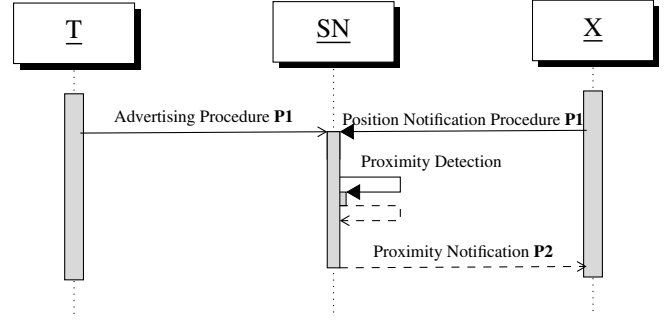 T
SN
X
Advertising Procedure P1
Position Notification Procedure P1
Proximity Detection
Proximity Notification P2